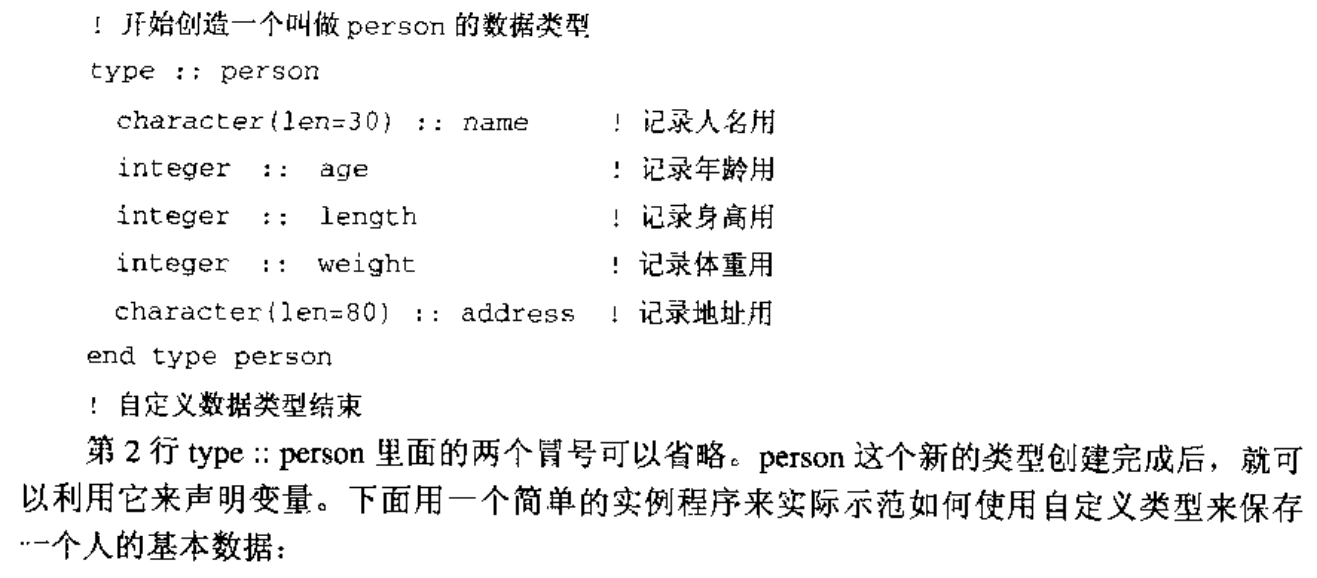 ! 开始创造一个叫做 person 的数据类型
type :: person
  character(len=30) :: name     ! 记录人名用
  integer  ::  age              ! 记录年龄用
  integer  ::  length           ! 记录身高用
  integer  ::  weight           ! 记录体重用
  character(len=80) :: address  ! 记录地址用
end type person
! 自定义数据类型结束
第 2 行 type :: person 里面的两个冒号可以省略。person 这个新的类型创建完成后，就可
以利用它来声明变量。下面用一个简单的实例程序来实际示范如何使用自定义类型来保存
一个人的基本数据：